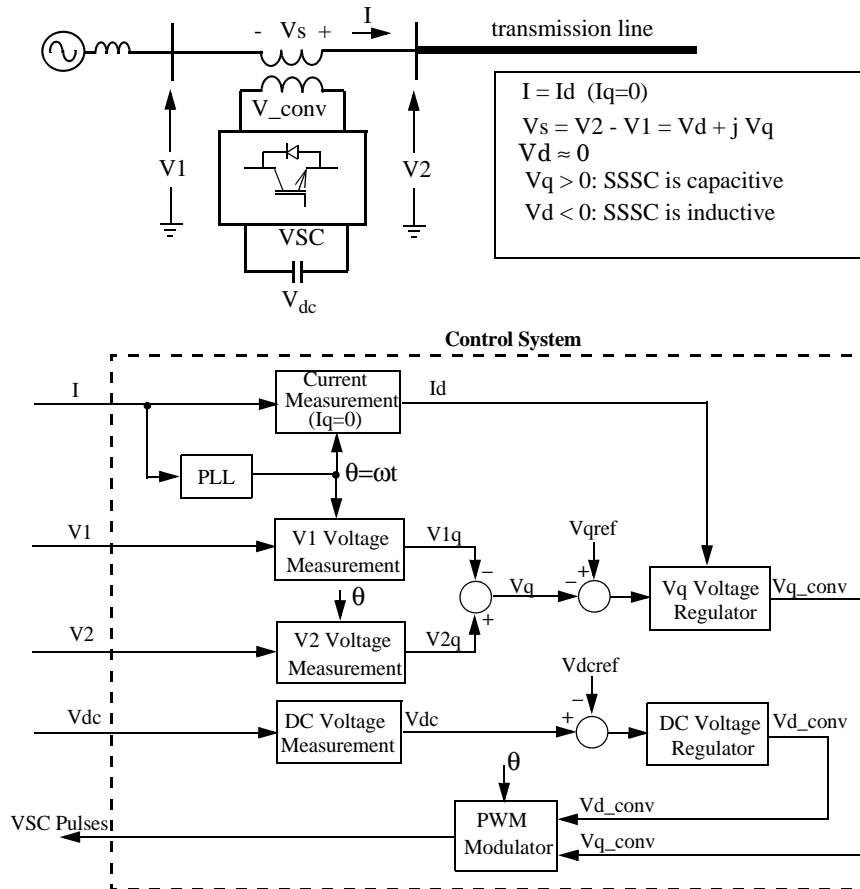 - Vs +
I
transmission line
V_conv
V1
V2
VSC
Vdc
I = Id (Iq=0)
Vs = V2 - V1 = Vd + j Vq
Vd ≈ 0
Vq > 0: SSSC is capacitive
Vd < 0: SSSC is inductive
Control System
I
Current
Measurement
(Iq=0)
Id
PLL
θ=ωt
V1
V1 Voltage
Measurement
V1q
Vqref
−
+
−
Vq
+
θ
Vq Voltage
Regulator
Vq_conv
V2
V2 Voltage
Measurement
V2q
Vdcref
Vdc
DC Voltage
Measurement
Vdc
−
+
DC Voltage
Regulator
Vd_conv
θ
VSC Pulses
PWM
Modulator
Vd_conv
Vq_conv